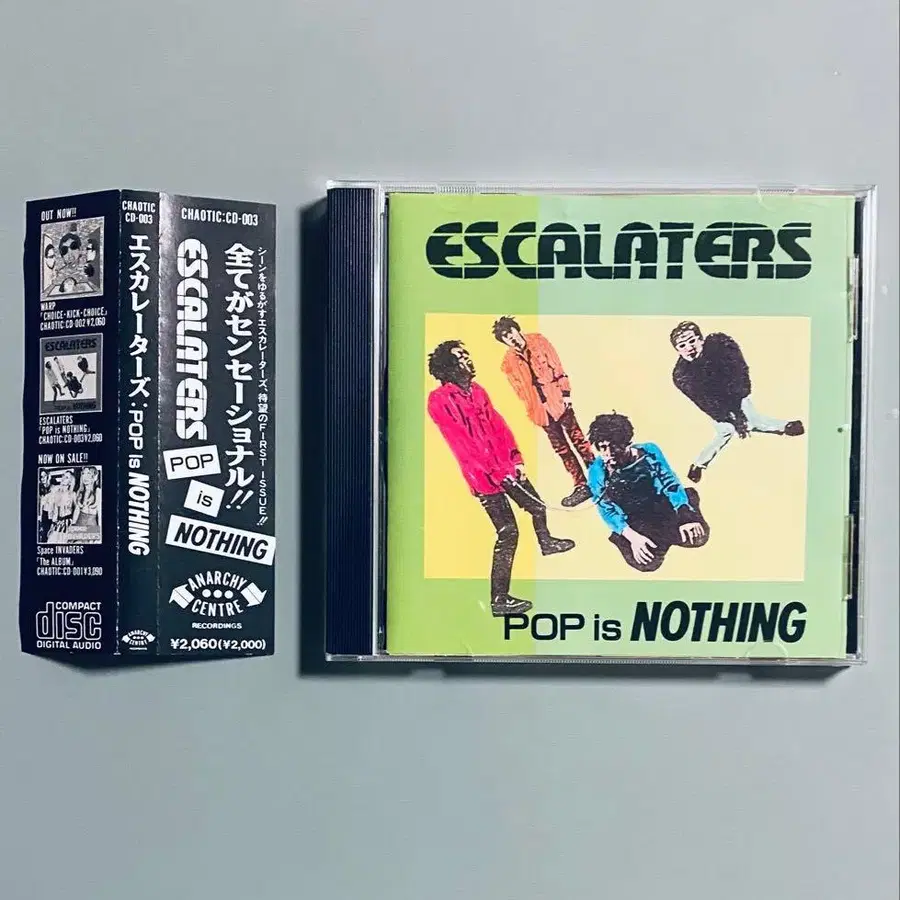 OUT NOW!!
WARP
「CHOICE・KICK・CHOICE」
CHAOTIC:CD-002 ¥2,060
ESCALATERS
POP is NOTHING
ESCALATERS
「POP is NOTHING」
CHAOTIC:CD-003¥2,060
NOW ON SALE!!
Space INVADERS
「The ALBUM」
CHAOTIC:CD-001¥3,090
COMPACT
disc
DIGITAL AUDIO
CHAOTIC
CD-003
エスカレーターズ:POP is NOTHING
ANARCHY
CENTRE
CHAOTIC:CD-003
シーンをゆるがすエスカレーターズ、待望のFIRST ISSUE!!
全てがセンセーショナル!!
ESCALATERS
POP
is
NOTHING
ANARCHY
CENTRE
RECORDINGS
¥2,060(¥2,000)
ESCALATERS
POP is NOTHING